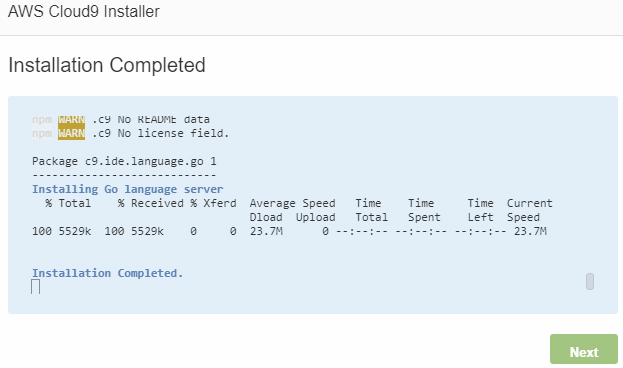 AWS Cloud9 Installer
Installation Completed
npm WARN .c9 No README data
npm WARN .c9 No license field.
Package c9.ide.language.go 1
----------------------------
Installing Go language server
% Total % Received % Xferd Average Speed Time Time Time Current
Dload Upload Total Spent Left Speed
100 5529k 100 5529k 0 0 23.7M 0 --:--:-- --:--:-- --:--:-- 23.7M
Installation Completed.
Next